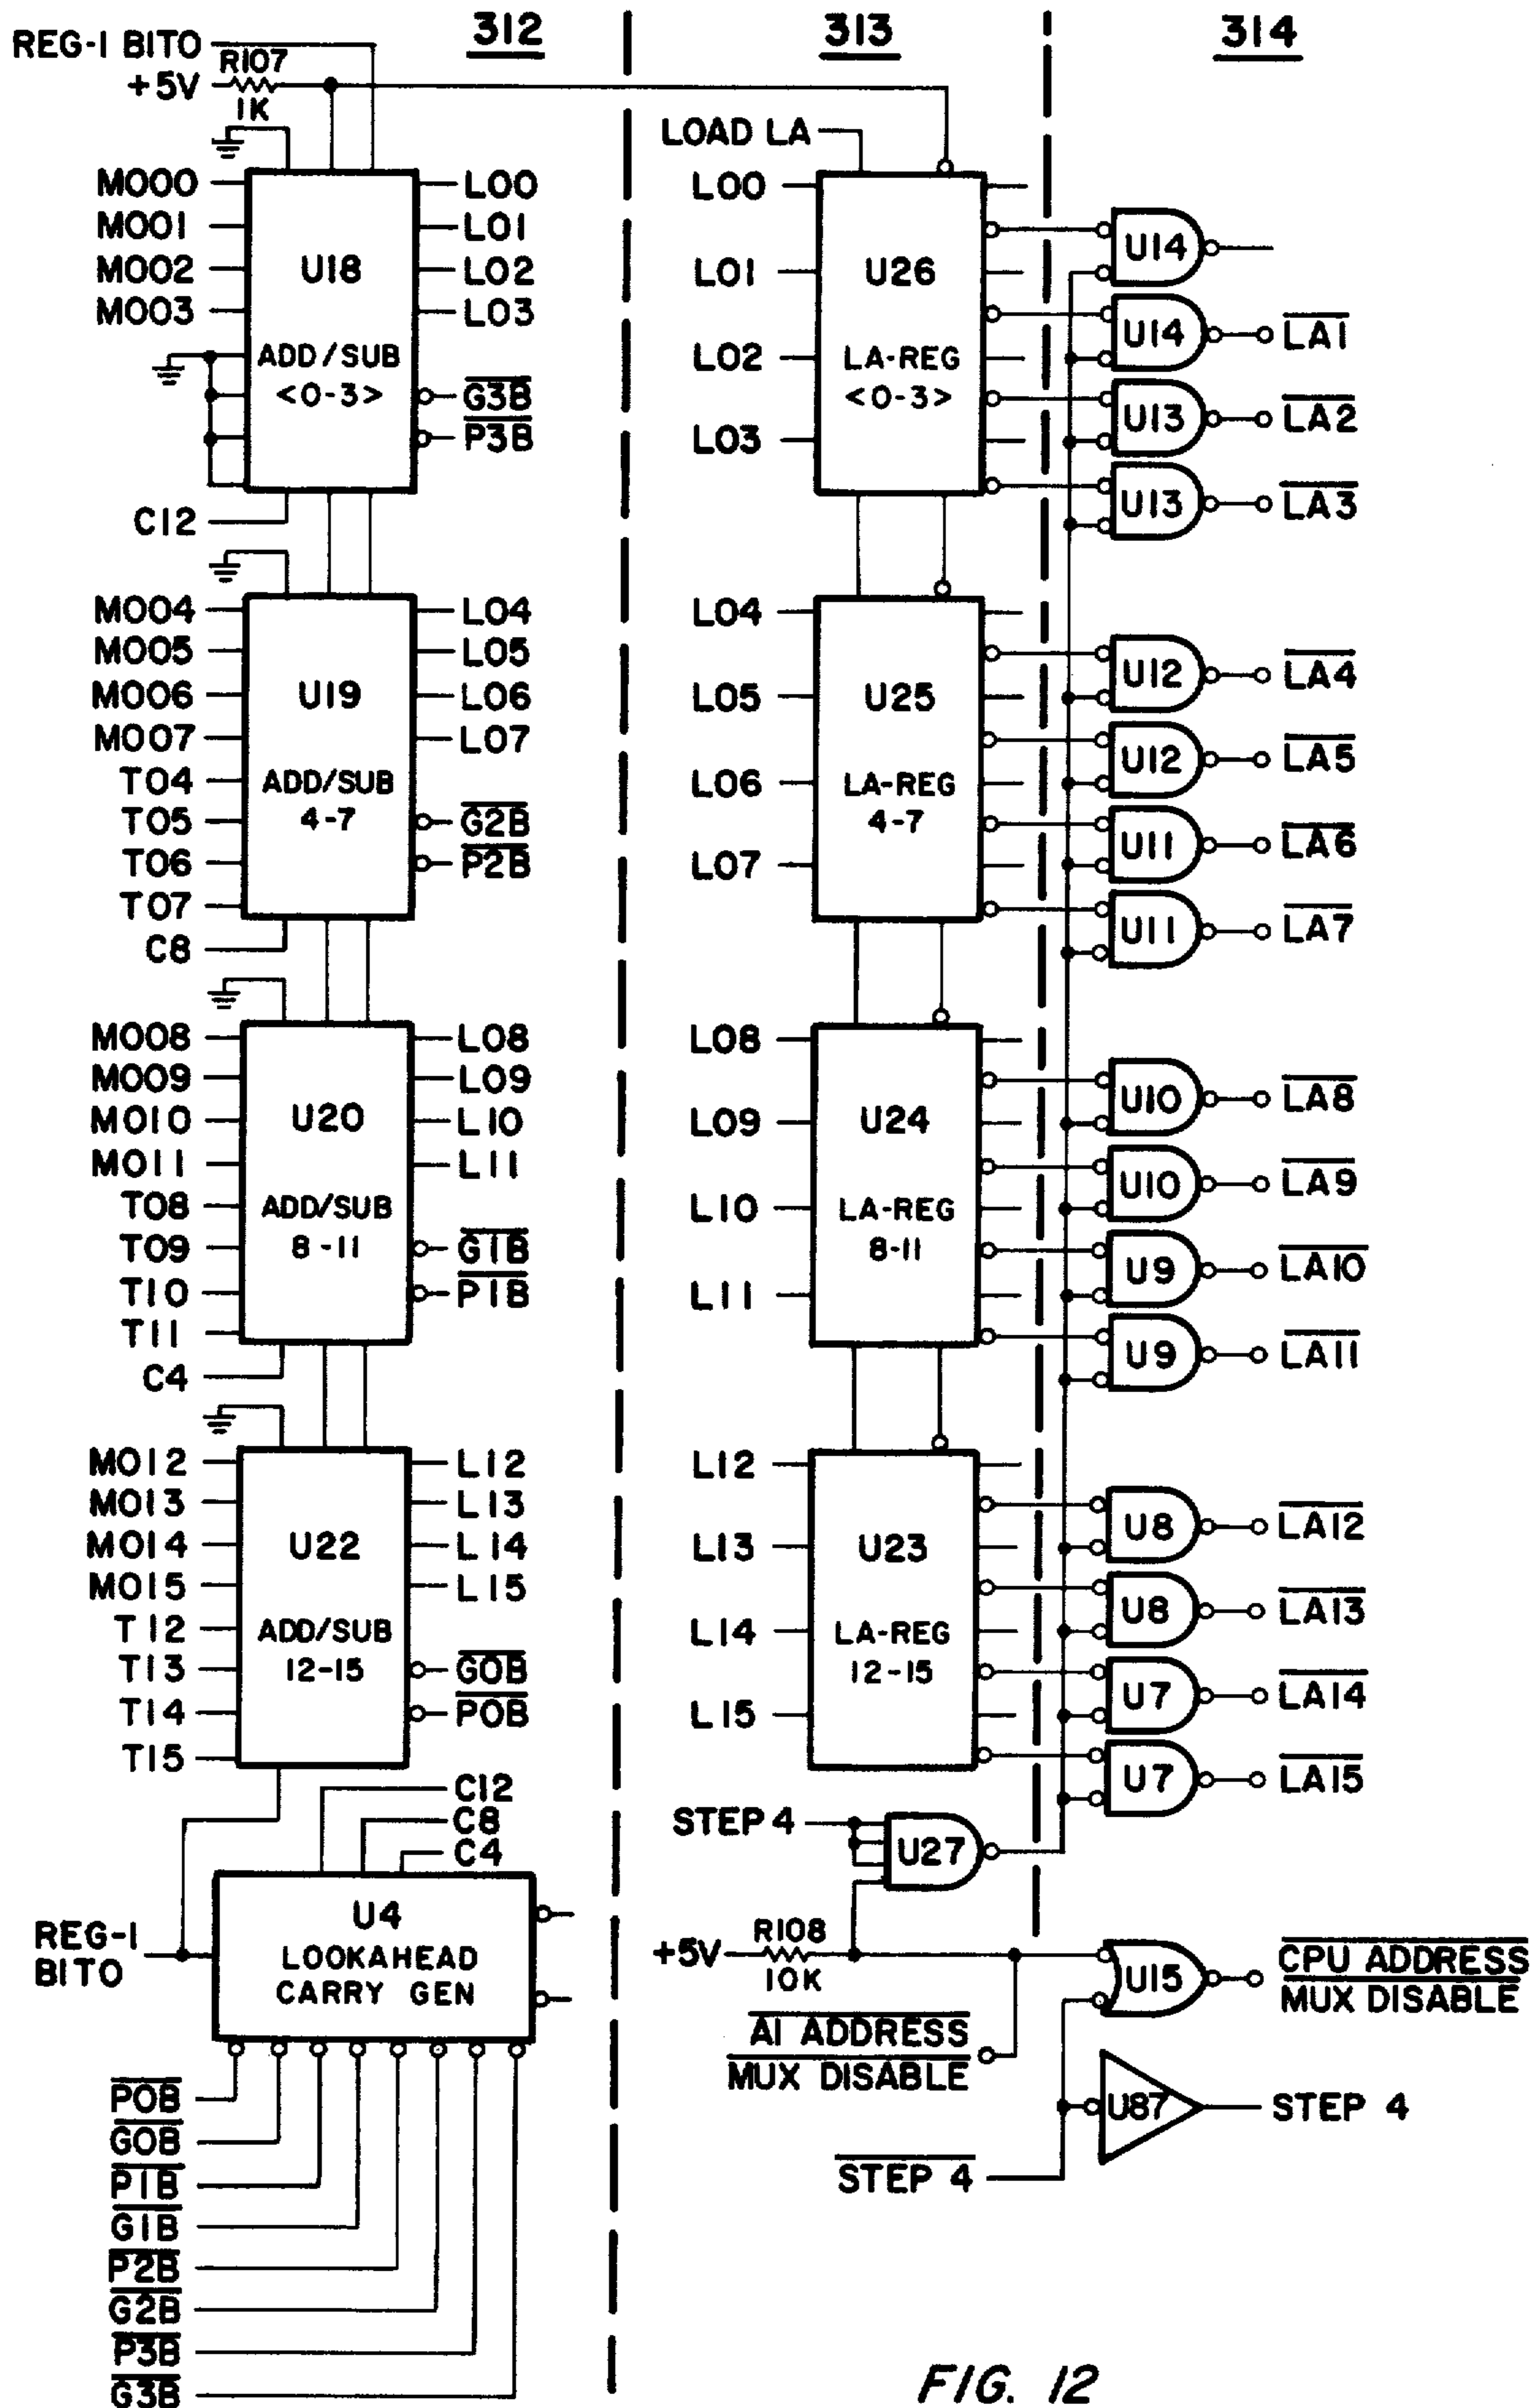 312
313
314
REG-1 BIT0
R107
+5V
1K
LOAD LA
M000
M001
M002
M003
U18
ADD/SUB
<0-3>
L00
L01
L02
L03
G3B
P3B
C12
M004
M005
M006
M007
T04
T05
T06
T07
U19
ADD/SUB
4-7
L04
L05
L06
L07
G2B
P2B
C8
M008
M009
M010
M011
T08
T09
T10
T11
U20
ADD/SUB
8-11
L08
L09
L10
L11
G1B
P1B
C4
M012
M013
M014
M015
T12
T13
T14
T15
U22
ADD/SUB
12-15
L12
L13
L14
L15
G0B
P0B
C12
C8
C4
REG-1
BIT0
U4
LOOKAHEAD
CARRY GEN
P0B
G0B
P1B
G1B
P2B
G2B
P3B
G3B
L00
L01
L02
L03
U26
LA-REG
<0-3>
L04
L05
L06
L07
U25
LA-REG
4-7
L08
L09
L10
L11
U24
LA-REG
8-11
L12
L13
L14
L15
U23
LA-REG
12-15
STEP 4
U27
+5V
R108
10K
A1 ADDRESS
MUX DISABLE
STEP 4
U14
U14 LA1
U13 LA2
U13 LA3
U12 LA4
U12 LA5
U11 LA6
U11 LA7
U10 LA8
U10 LA9
U9 LA10
U9 LA11
U8 LA12
U8 LA13
U7 LA14
U7 LA15
U15
CPU ADDRESS
MUX DISABLE
U87
STEP 4
FIG. 12